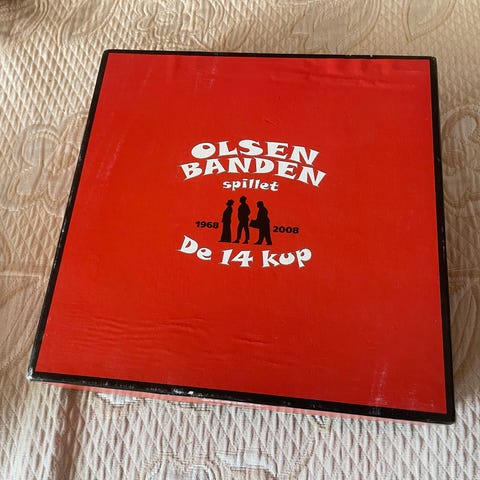 OLSEN
BANDEN
spillet
1968 2008
De 14 kup